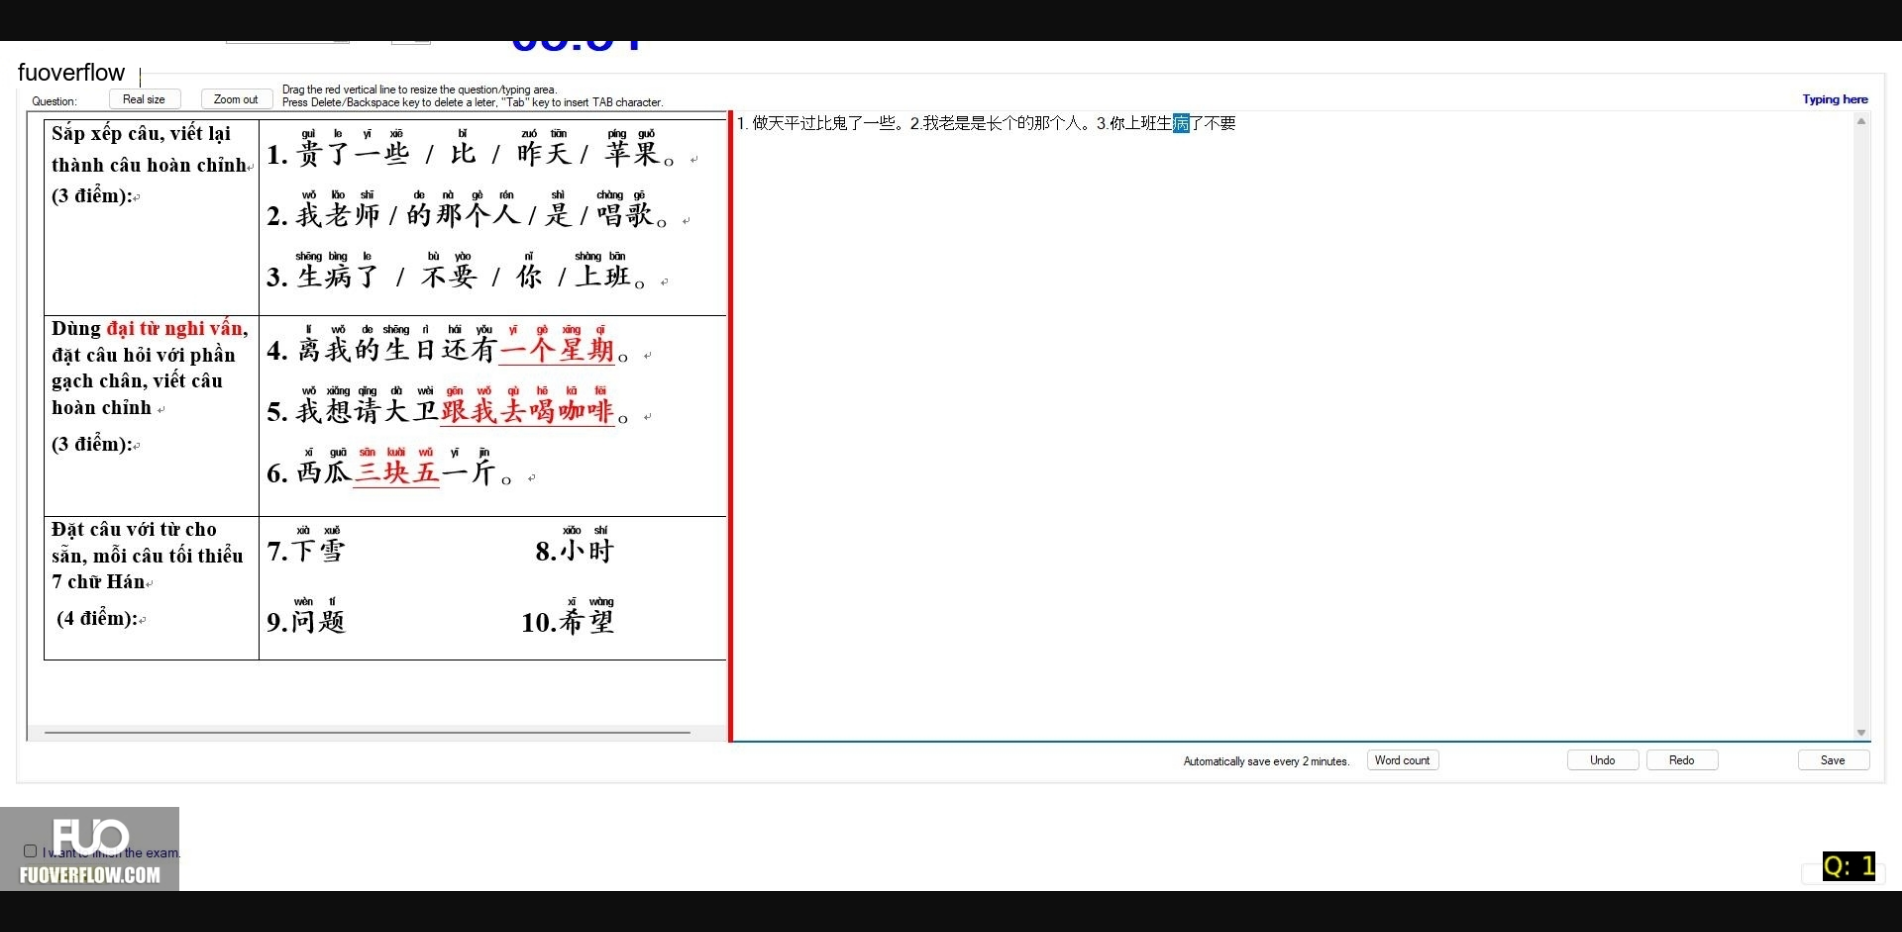 fuoverflow
Question:
Real size
Zoom out
Drag the red vertical line to resize the question/typing area.
Press Delete/Backspace key to delete a leter, "Tab" key to insert TAB character.
Typing here
Sắp xếp câu, viết lại
thành câu hoàn chỉnh
(3 điểm):
guì le yī xiē bǐ zuó tiān píng guǒ
1. 贵了一些 / 比 / 昨天 / 苹果。
wǒ lǎo shī de nà gè rén shì chàng gē
2. 我老师 / 的那个人 / 是 / 唱歌。
shēng bìng le bù yào nǐ shàng bān
3. 生病了 / 不要 / 你 / 上班。
Dùng đại từ nghi vấn,
đặt câu hỏi với phần
gạch chân, viết câu
hoàn chỉnh
(3 điểm):
lí wǒ de shēng rì hái yǒu yī gè xīng qī
4. 离我的生日还有一个星期。
wǒ xiǎng qǐng dà wèi gēn wǒ qù hē kā fēi
5. 我想请大卫跟我去喝咖啡。
xī guā sān kuài wǔ yī jīn
6. 西瓜三块五一斤。
Đặt câu với từ cho
sẵn, mỗi câu tối thiểu
7 chữ Hán
(4 điểm):
xià xuě xiǎo shí
7.下雪 8.小时
wèn tí xī wàng
9.问题 10.希望
1. 做天平过比鬼了一些。2.我老是是长个的那个人。3.你上班生病了不要
Automatically save every 2 minutes.
Word count
Undo
Redo
Save
FUO
the exam.
FUOVERFLOW.COM
Q: 1